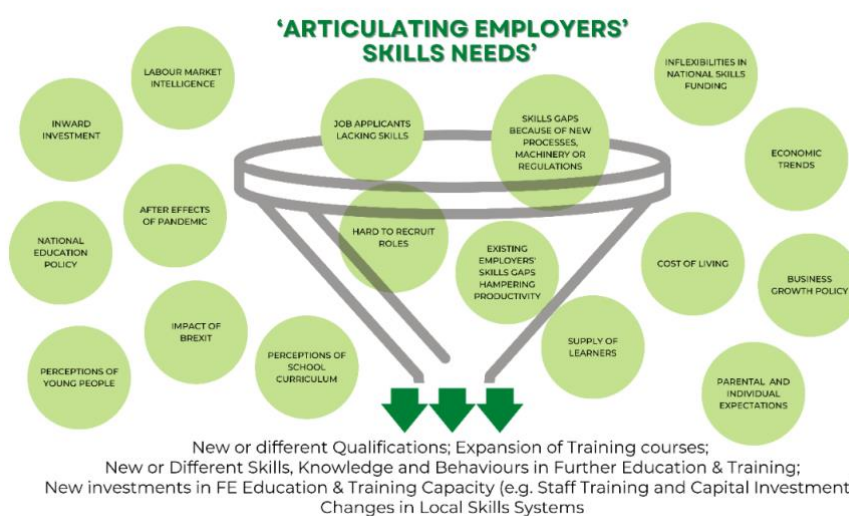 ‘ARTICULATING EMPLOYERS’
SKILLS NEEDS’
LABOUR MARKET
INTELLIGENCE
INFLEXIBILITIES IN
NATIONAL SKILLS
FUNDING
INWARD
INVESTMENT
JOB APPLICANTS
LACKING SKILLS
SKILLS GAPS
BECAUSE OF NEW
PROCESSES,
MACHINERY OR
REGULATIONS
ECONOMIC
TRENDS
AFTER EFFECTS
OF PANDEMIC
NATIONAL
EDUCATION
POLICY
HARD TO RECRUIT
ROLES
EXISTING
EMPLOYERS’
SKILLS GAPS
HAMPERING
PRODUCTIVITY
COST OF LIVING
BUSINESS
GROWTH POLICY
IMPACT OF
BREXIT
SUPPLY OF
LEARNERS
PERCEPTIONS OF
YOUNG PEOPLE
PERCEPTIONS OF
SCHOOL
CURRICULUM
PARENTAL AND
INDIVIDUAL
EXPECTATIONS
New or different Qualifications; Expansion of Training courses;
New or Different Skills, Knowledge and Behaviours in Further Education & Training;
New investments in FE Education & Training Capacity (e.g. Staff Training and Capital Investment
Changes in Local Skills Systems